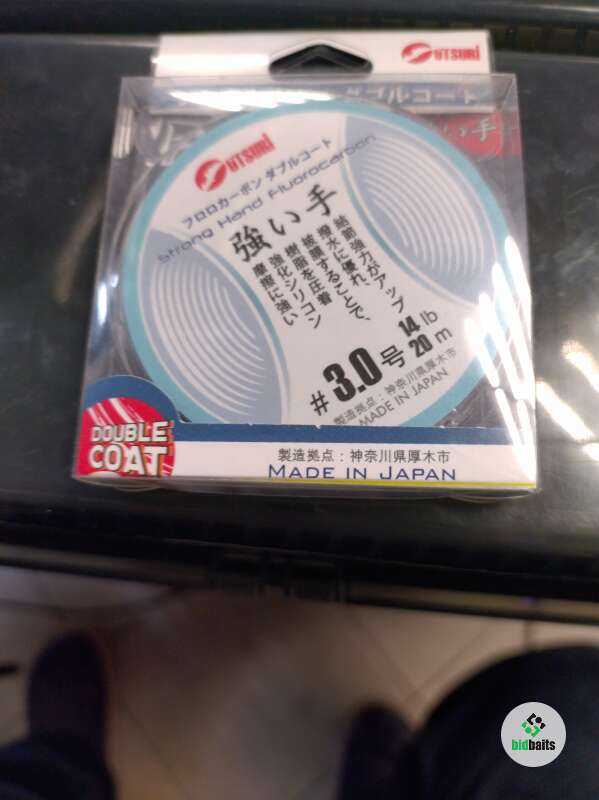 UTSURI
ダブルコート
い手
UTSURI
フロロカーボン ダブルコート
Strong Hand Fluorocarbon
強い手
結節強力がアップ
撥水に優れ、
被膜することで、
樹脂を圧着
強化シリコン
摩擦に強い
#3.0号 14 lb
20 m
製造拠点：神奈川県厚木市
MADE IN JAPAN
DOUBLE
COAT
製造拠点：神奈川県厚木市
MADE IN JAPAN
bidbaits